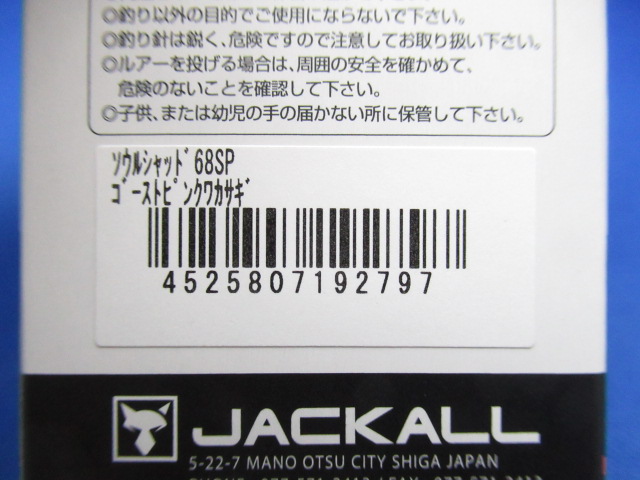 ◎釣り以外の目的でご使用にならないで下さい。
◎釣り針は鋭く、危険ですので注意してお取り扱い下さい。
◎ルアーを投げる場合は、周囲の安全を確かめて、
危険のないことを確認して下さい。
◎子供、または幼児の手の届かない所に保管して下さい。
ｿｳﾙｼｬｯﾄﾞ68SP
ｺﾞｰｽﾄﾋﾟﾝｸﾜｶｻｷﾞ
4525807192797
JACKALL
5-22-7 MANO OTSU CITY SHIGA JAPAN